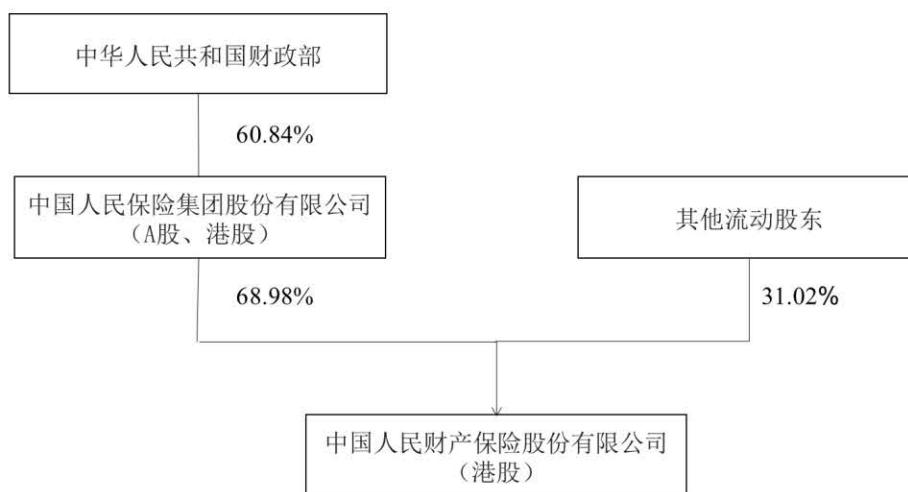 中华人民共和国财政部
60.84%
中国人民保险集团股份有限公司
（A股、港股）
其他流动股东
68.98%
31.02%
中国人民财产保险股份有限公司
（港股）